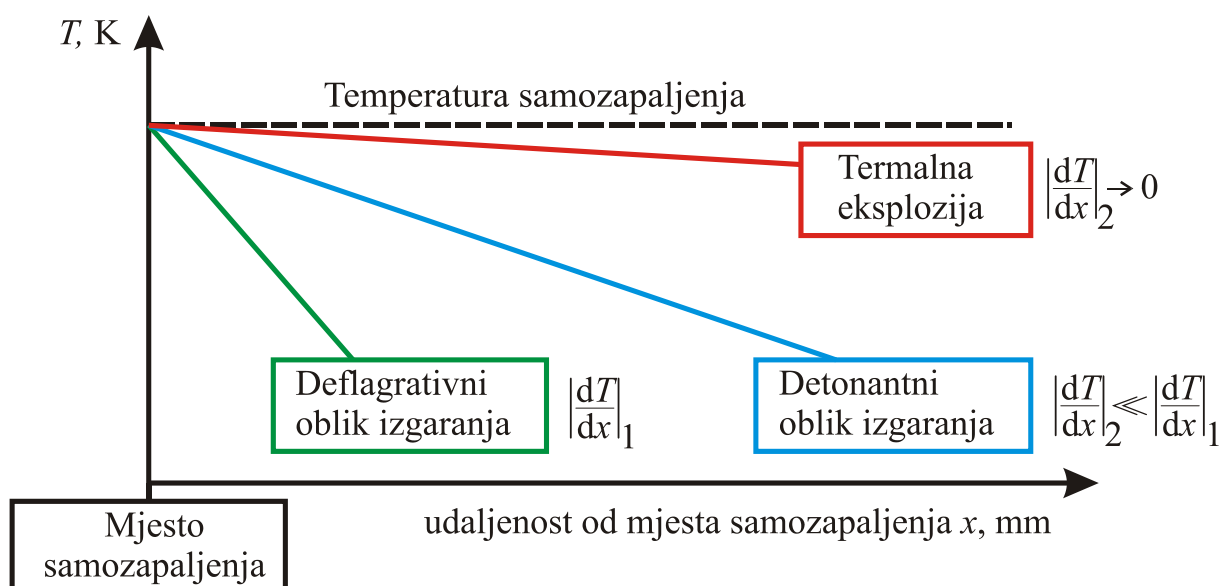 T, K
Temperatura samozapaljenja
Termalna
eksplozija
|dT/dx|₂ → 0
Deflagrativni
oblik izgaranja
|dT/dx|₁
Detonantni
oblik izgaranja
|dT/dx|₂ ≪ |dT/dx|₁
Mjesto
samozapaljenja
udaljenost od mjesta samozapaljenja x, mm